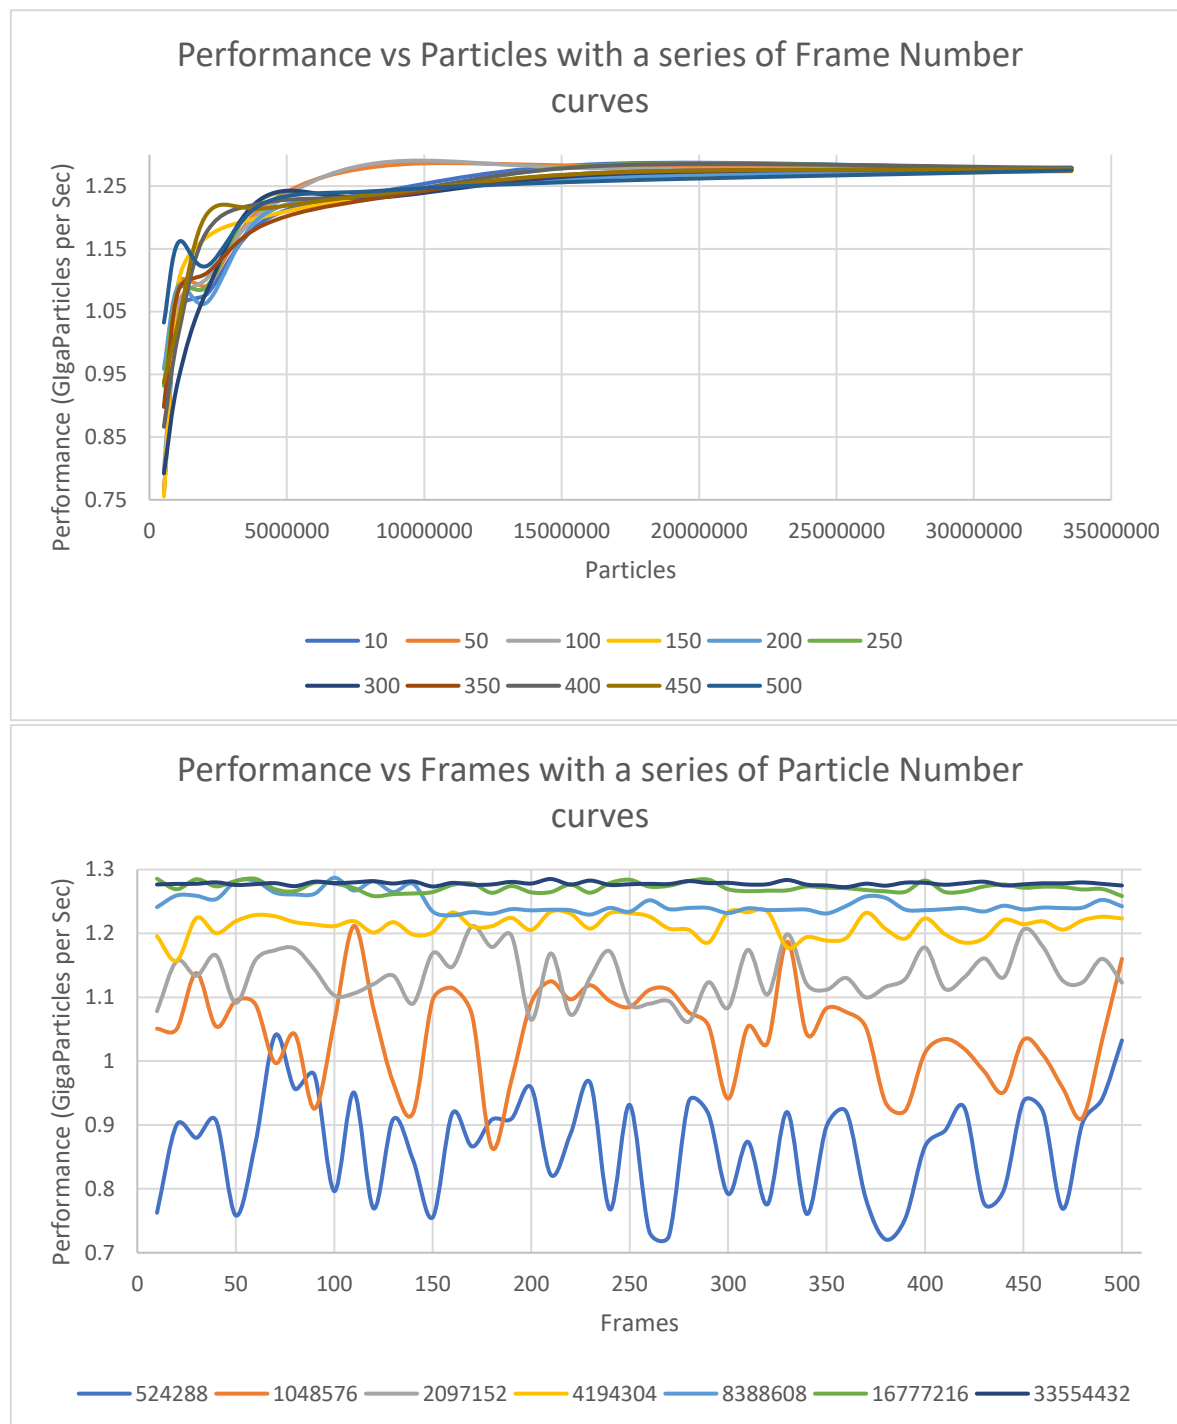 Performance vs Particles with a series of Frame Number
curves
Performance (GIgaParticles per Sec)
1.25
1.15
1.05
0.95
0.85
0.75
0 5000000 10000000 15000000 20000000 25000000 30000000 35000000
Particles
10 50 100 150 200 250
300 350 400 450 500
Performance vs Frames with a series of Particle Number
curves
Performance (GigaParticles per Sec)
1.3
1.2
1.1
1
0.9
0.8
0.7
0 50 100 150 200 250 300 350 400 450 500
Frames
524288 1048576 2097152 4194304 8388608 16777216 33554432